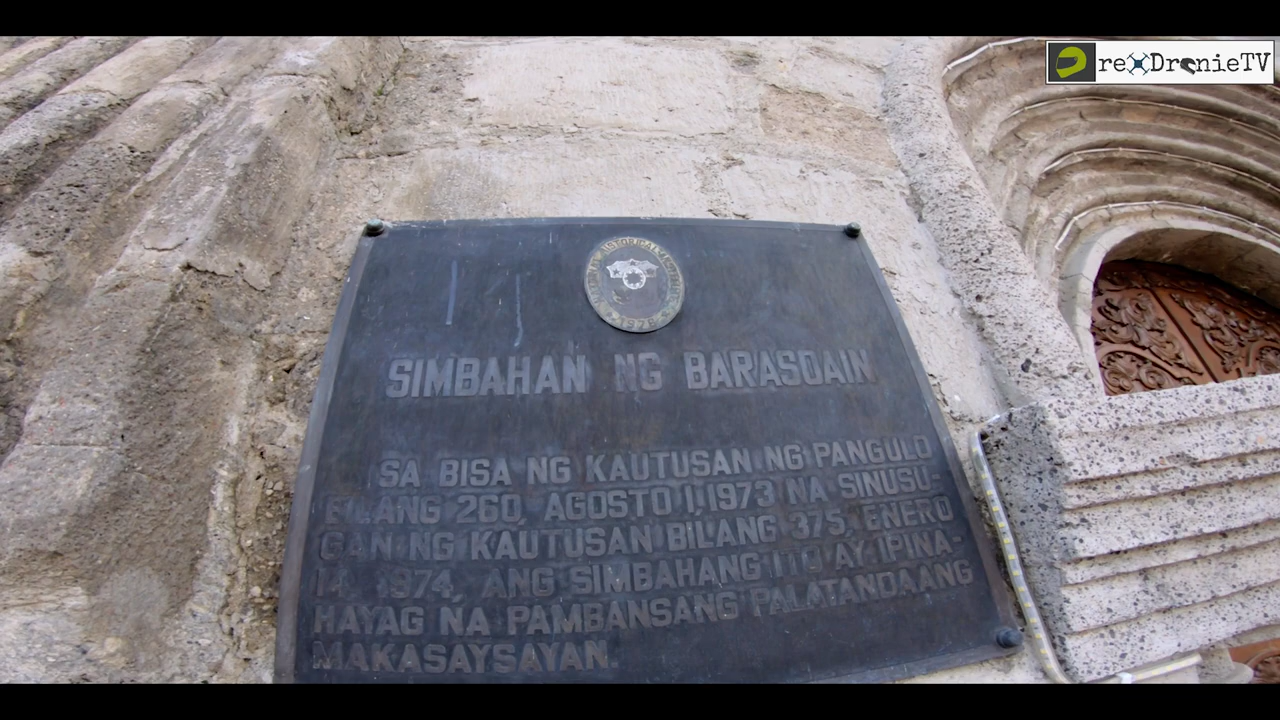 reXDronieTV
1978
SIMBAHAN NG BARASOAIN
SA BISA NG KAUTUSAN NG PANGULO
BILANG 260, AGOSTO 1, 1973 NA SINUSU-
GAN NG KAUTUSAN BILANG 375, ENERO
14, 1974, ANG SIMBAHANG ITO AY IPINA-
HAYAG NA PAMBANSANG PALATANDAANG
MAKASAYSAYAN.